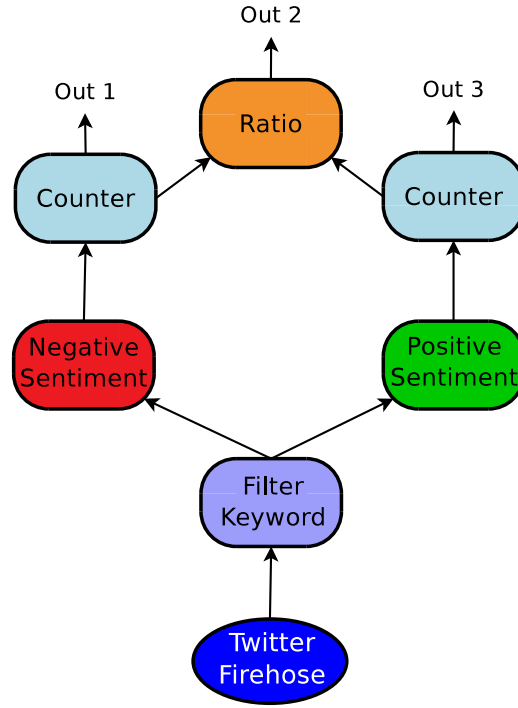 Out 2
Out 1
Out 3
Ratio
Counter
Counter
Negative
Sentiment
Positive
Sentiment
Filter
Keyword
Twitter
Firehose